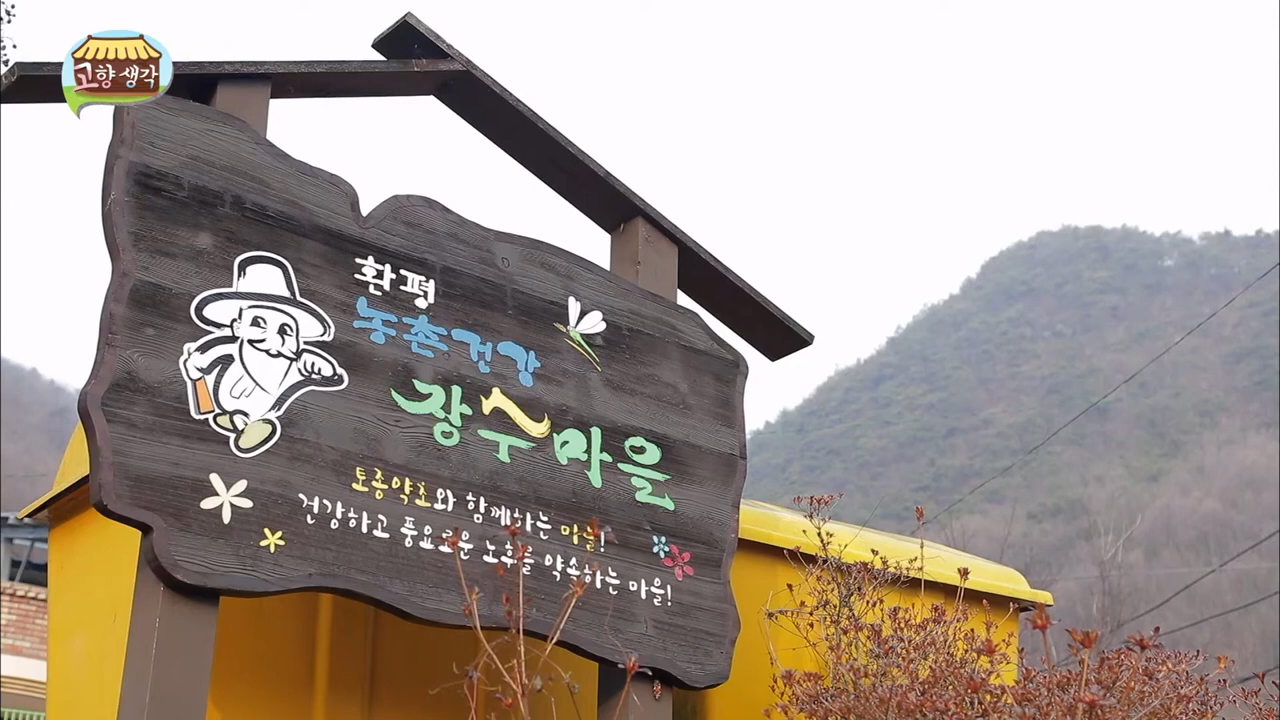 고향 생각
환평
농촌건강
장수마을
토종약초와 함께하는 마을!
건강하고 풍요로운 노후를 약속하는 마을!